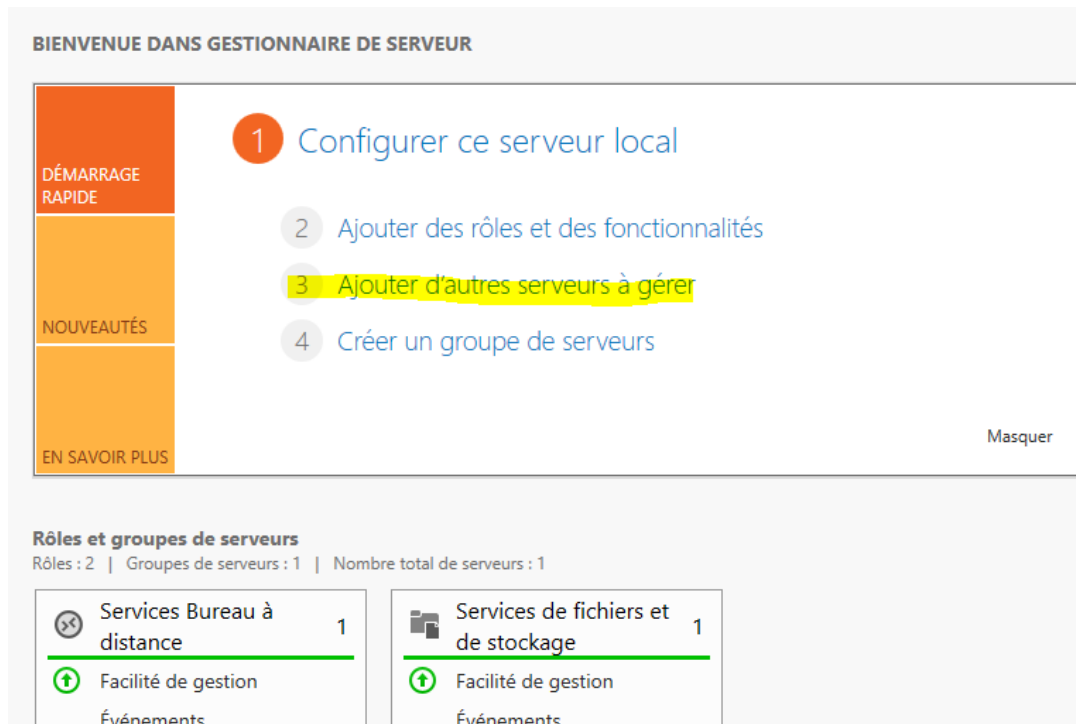 BIENVENUE DANS GESTIONNAIRE DE SERVEUR
DÉMARRAGE
RAPIDE
NOUVEAUTÉS
EN SAVOIR PLUS
1 Configurer ce serveur local
2 Ajouter des rôles et des fonctionnalités
3 Ajouter d'autres serveurs à gérer
4 Créer un groupe de serveurs
Masquer
Rôles et groupes de serveurs
Rôles : 2 | Groupes de serveurs : 1 | Nombre total de serveurs : 1
Services Bureau à
distance
1
Facilité de gestion
Événements
Services de fichiers et
de stockage
1
Facilité de gestion
Événements